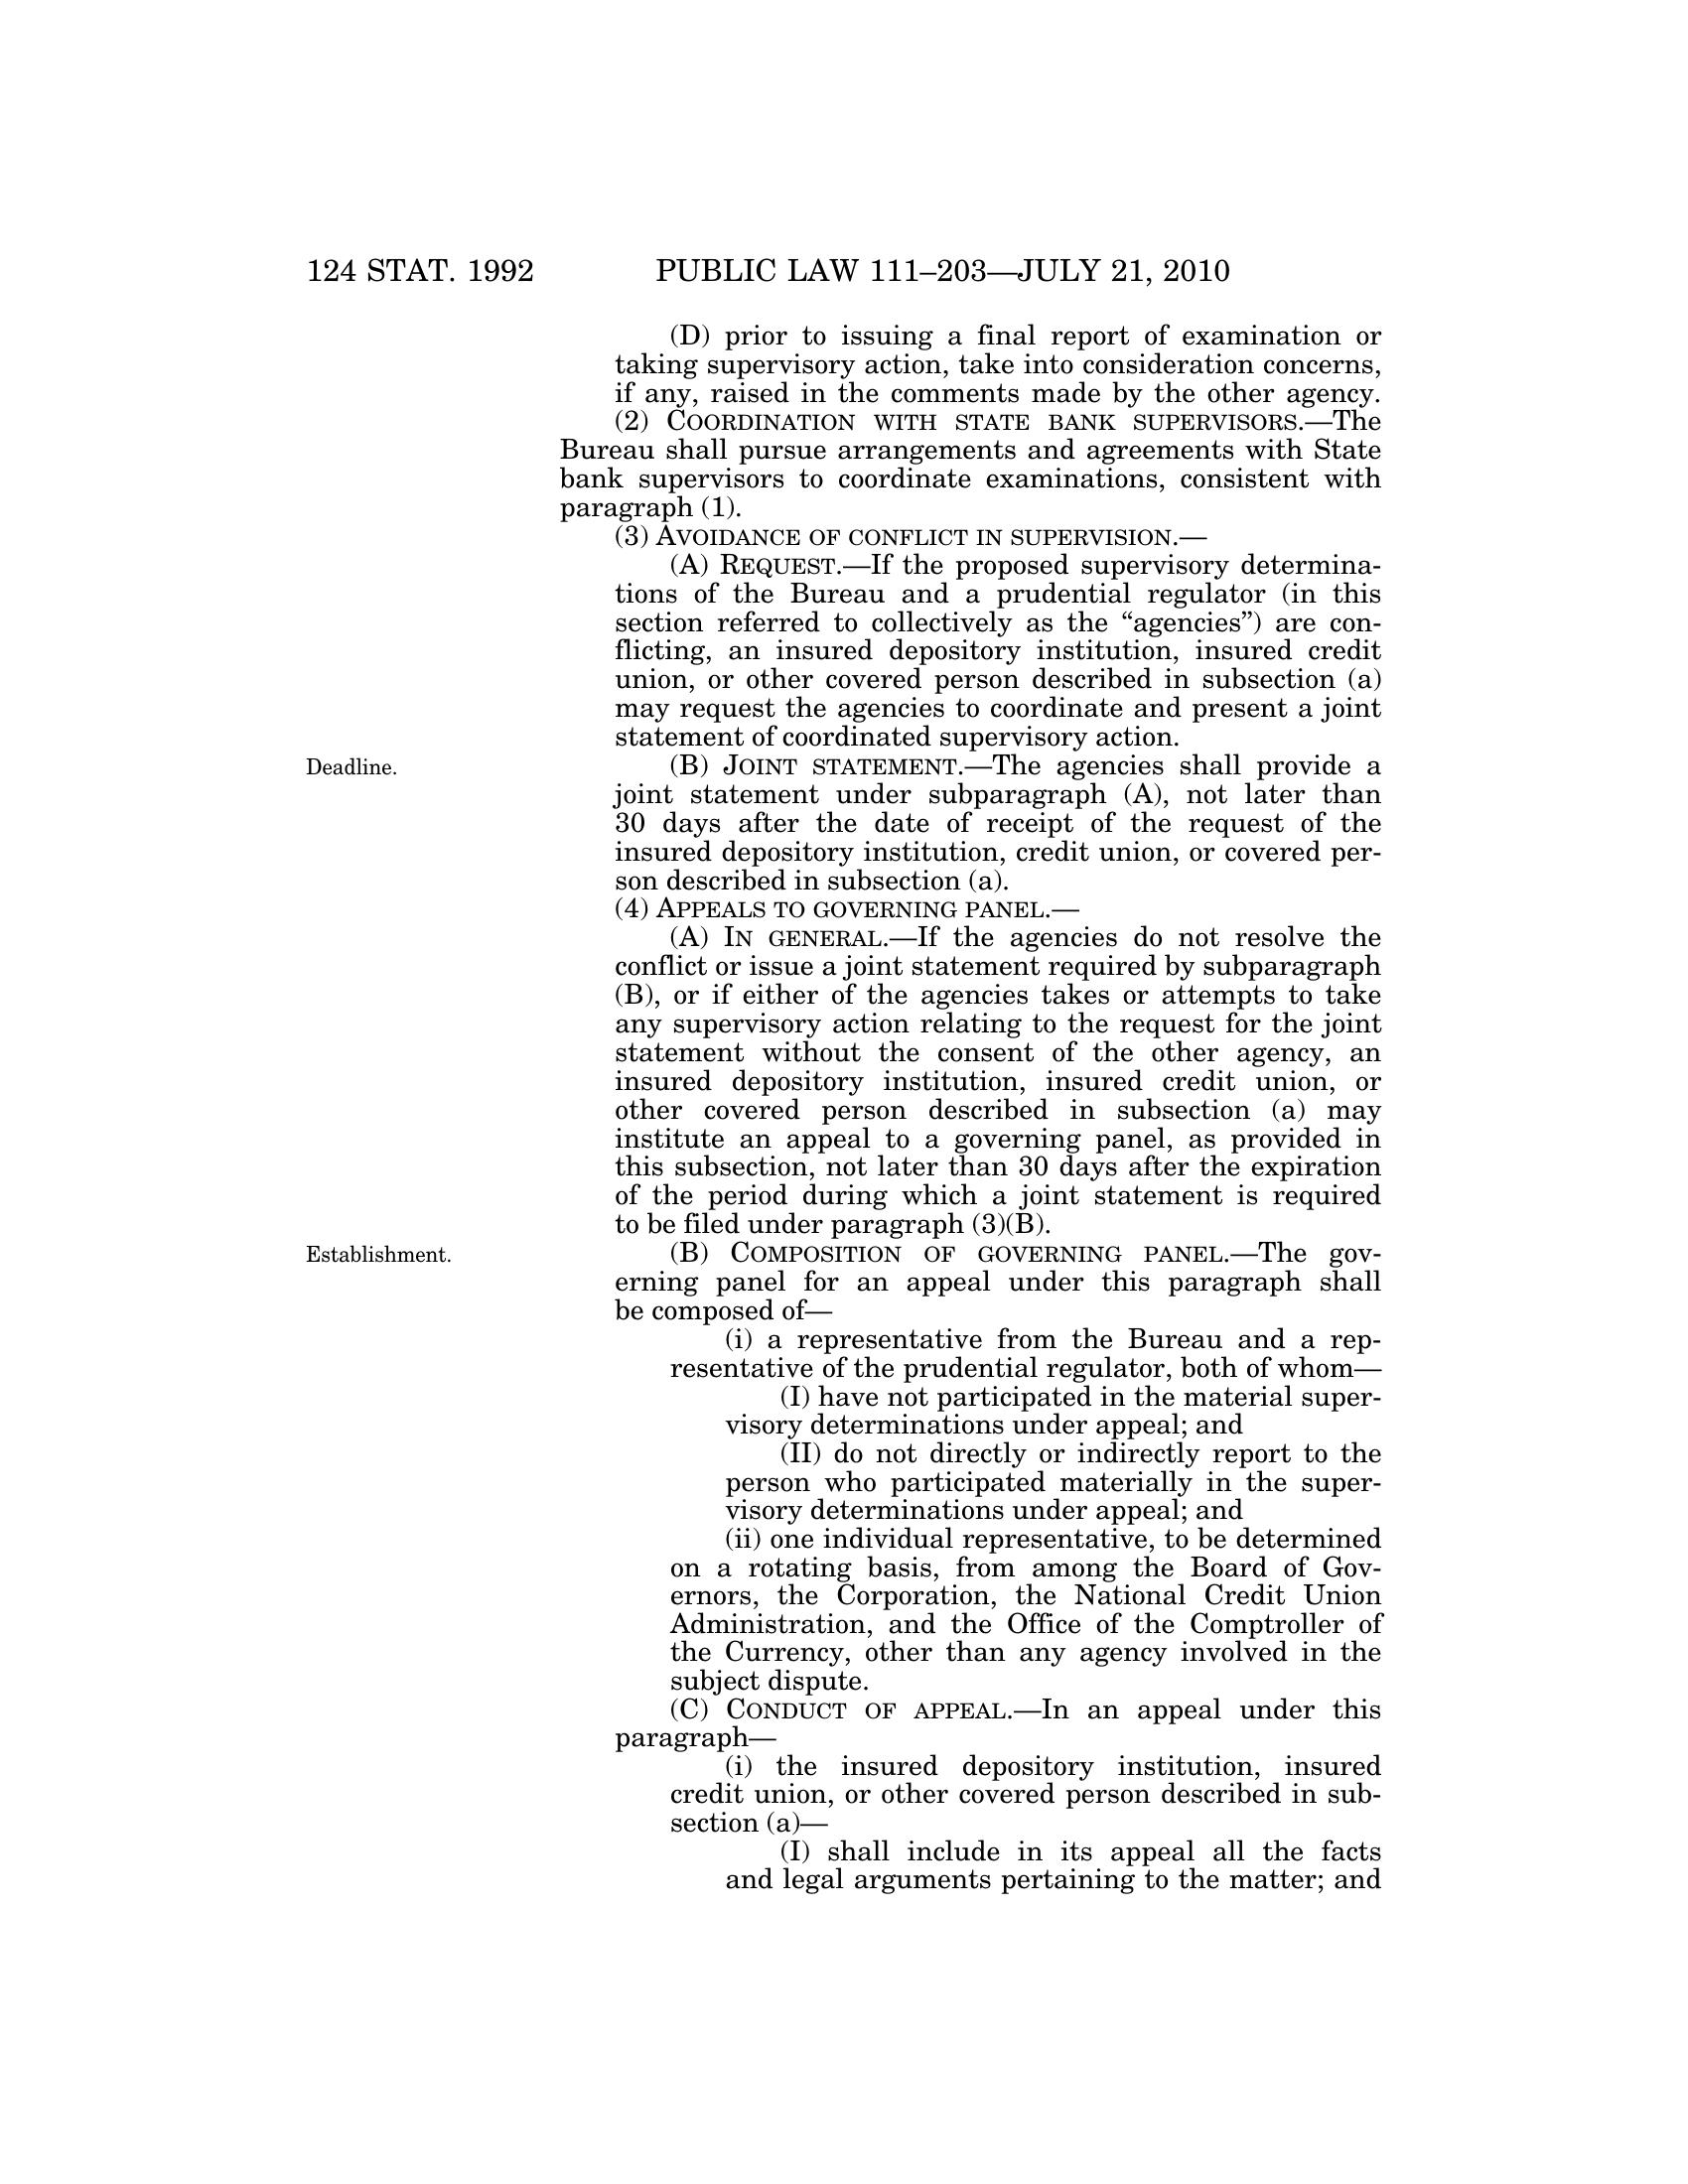 124 STAT. 1992 PUBLIC LAW 111–203—JULY 21, 2010
(D) prior to issuing a final report of examination or
taking supervisory action, take into consideration concerns,
if any, raised in the comments made by the other agency.
(2) COORDINATION WITH STATE BANK SUPERVISORS.—The
Bureau shall pursue arrangements and agreements with State
bank supervisors to coordinate examinations, consistent with
paragraph (1).
(3) AVOIDANCE OF CONFLICT IN SUPERVISION.—
(A) REQUEST.—If the proposed supervisory determina-
tions of the Bureau and a prudential regulator (in this
section referred to collectively as the “agencies”) are con-
flicting, an insured depository institution, insured credit
union, or other covered person described in subsection (a)
may request the agencies to coordinate and present a joint
statement of coordinated supervisory action.
Deadline.
(B) JOINT STATEMENT.—The agencies shall provide a
joint statement under subparagraph (A), not later than
30 days after the date of receipt of the request of the
insured depository institution, credit union, or covered per-
son described in subsection (a).
(4) APPEALS TO GOVERNING PANEL.—
(A) IN GENERAL.—If the agencies do not resolve the
conflict or issue a joint statement required by subparagraph
(B), or if either of the agencies takes or attempts to take
any supervisory action relating to the request for the joint
statement without the consent of the other agency, an
insured depository institution, insured credit union, or
other covered person described in subsection (a) may
institute an appeal to a governing panel, as provided in
this subsection, not later than 30 days after the expiration
of the period during which a joint statement is required
to be filed under paragraph (3)(B).
Establishment.
(B) COMPOSITION OF GOVERNING PANEL.—The gov-
erning panel for an appeal under this paragraph shall
be composed of—
(i) a representative from the Bureau and a rep-
resentative of the prudential regulator, both of whom—
(I) have not participated in the material super-
visory determinations under appeal; and
(II) do not directly or indirectly report to the
person who participated materially in the super-
visory determinations under appeal; and
(ii) one individual representative, to be determined
on a rotating basis, from among the Board of Gov-
ernors, the Corporation, the National Credit Union
Administration, and the Office of the Comptroller of
the Currency, other than any agency involved in the
subject dispute.
(C) CONDUCT OF APPEAL.—In an appeal under this
paragraph—
(i) the insured depository institution, insured
credit union, or other covered person described in sub-
section (a)—
(I) shall include in its appeal all the facts
and legal arguments pertaining to the matter; and